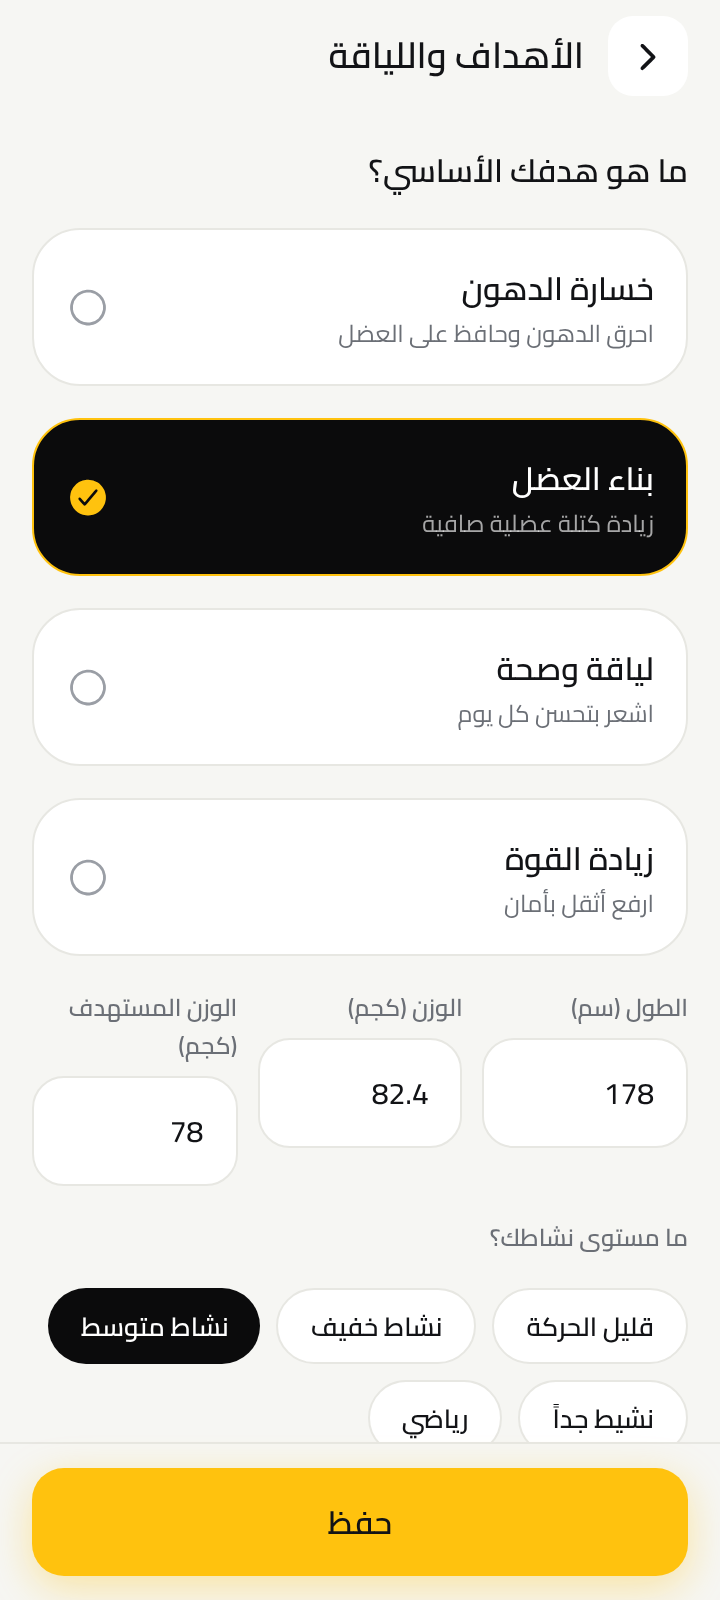 الأهداف واللياقة
ما هو هدفك الأساسي؟
خسارة الدهون
احرق الدهون وحافظ على العضل
بناء العضل
زيادة كتلة عضلية صافية
لياقة وصحة
اشعر بتحسن كل يوم
زيادة القوة
ارفع أثقل بأمان
الطول (سم)
178
الوزن (كجم)
82.4
الوزن المستهدف
(كجم)
78
ما مستوى نشاطك؟
قليل الحركة
نشاط خفيف
نشاط متوسط
نشيط جداً
رياضي
حفظ